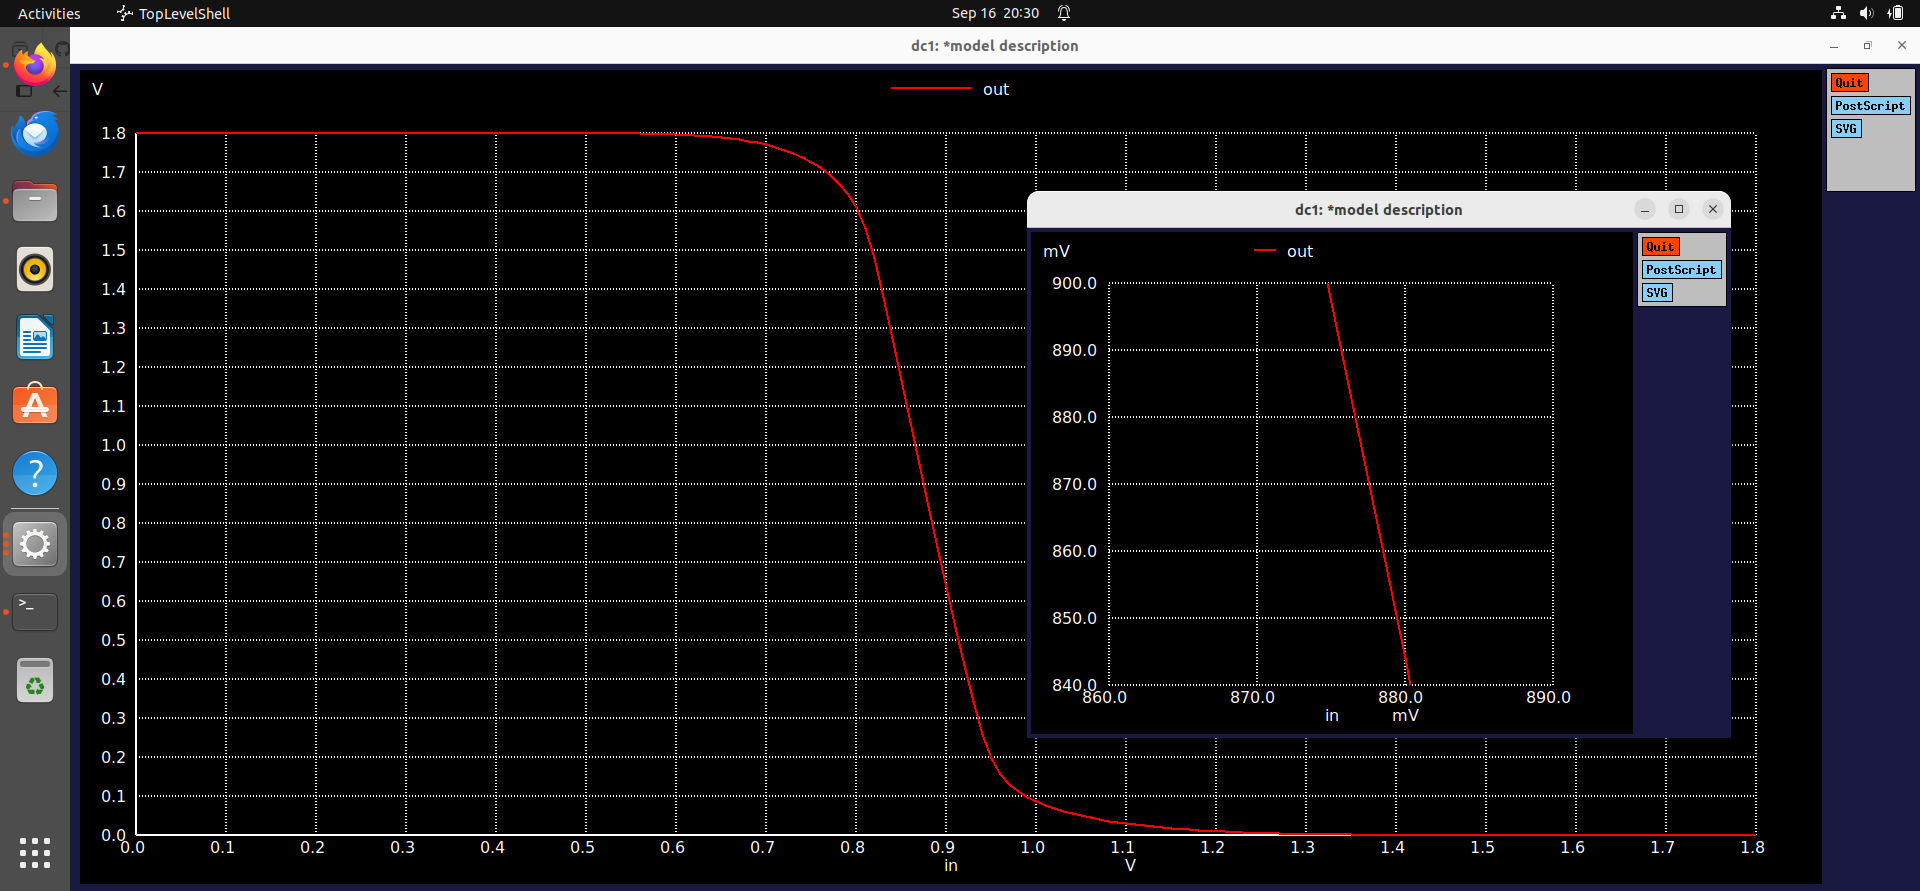 Activities TopLevelShell Sep 16 20:30
dc1: *model description
V out
Quit
PostScript
SVG
1.8
1.7
1.6
1.5
1.4
1.3
1.2
1.1
1.0
0.9
0.8
0.7
0.6
0.5
0.4
0.3
0.2
0.1
0.0
0.0 0.1 0.2 0.3 0.4 0.5 0.6 0.7 0.8 0.9 1.0 1.1 1.2 1.3 1.4 1.5 1.6 1.7 1.8
in V
dc1: *model description
mV out
Quit
PostScript
SVG
900.0
890.0
880.0
870.0
860.0
850.0
840.0
860.0 870.0 880.0 890.0
in mV